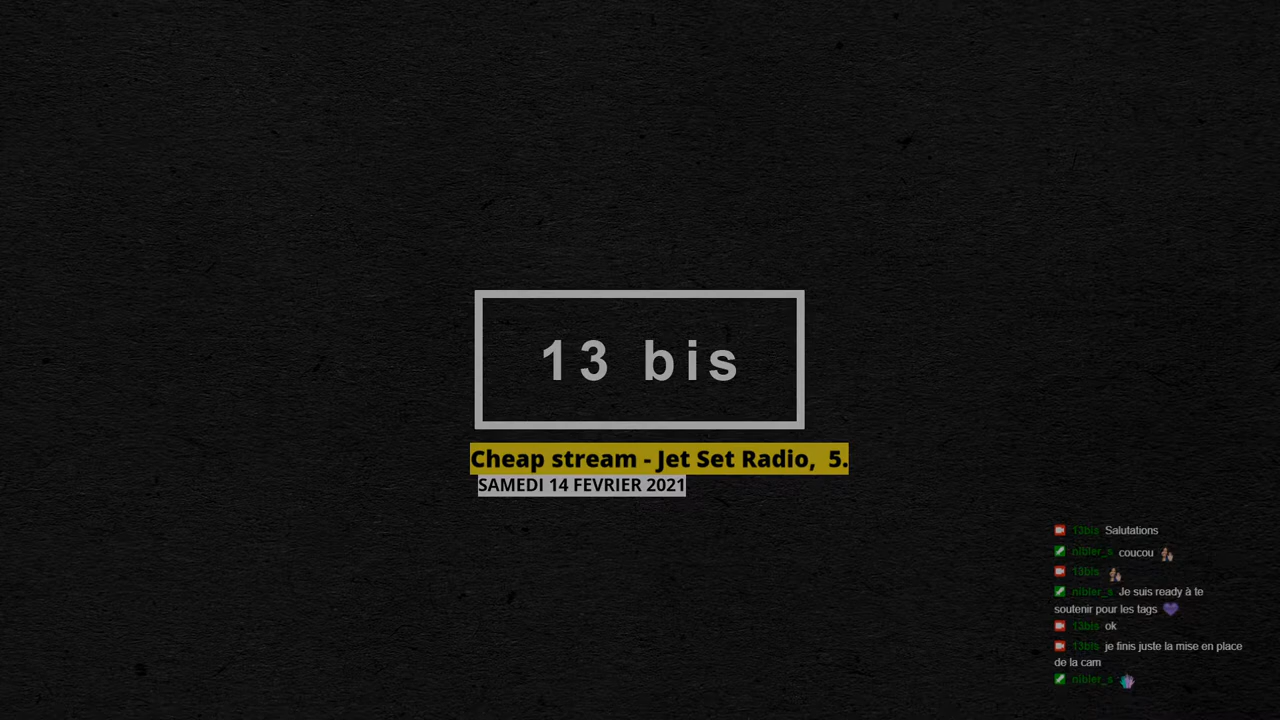 13 bis
Cheap stream - Jet Set Radio, 5.
SAMEDI 14 FEVRIER 2021
13bis Salutations
nibler_s coucou
13bis
nibler_s Je suis ready à te
soutenir pour les tags
13bis ok
13bis je finis juste la mise en place
de la cam
nibler_s